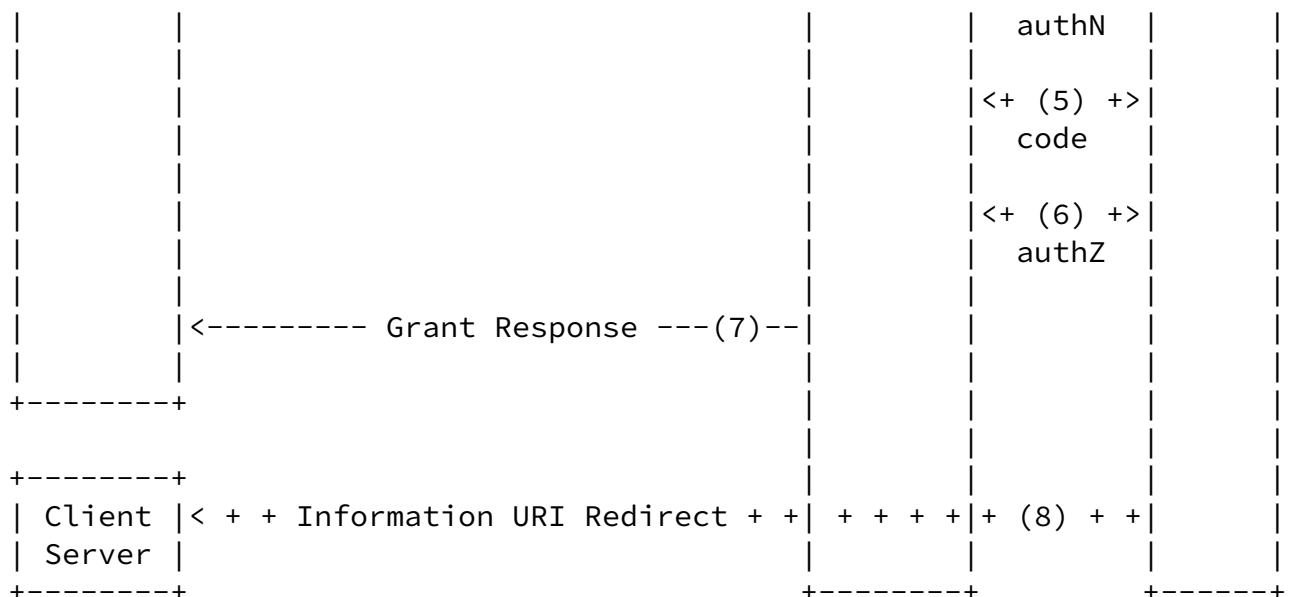 |        |                                  |        |  authN  |      |
|        |                                  |        |         |      |
|        |                                  |        |<+ (5) +>|      |
|        |                                  |        |  code   |      |
|        |                                  |        |         |      |
|        |                                  |        |<+ (6) +>|      |
|        |                                  |        |  authZ  |      |
|        |                                  |        |         |      |
|        |<--------- Grant Response ---(7)--|        |         |      |
|        |                                  |        |         |      |
+--------+                                  |        |         |      |
                                            |        |         |      |
+--------+                                  |        |         |      |
| Client |< + + Information URI Redirect + +| + + + +|+ (8) + +|      |
| Server |                                  |        |         |      |
+--------+                                  +--------+         +------+